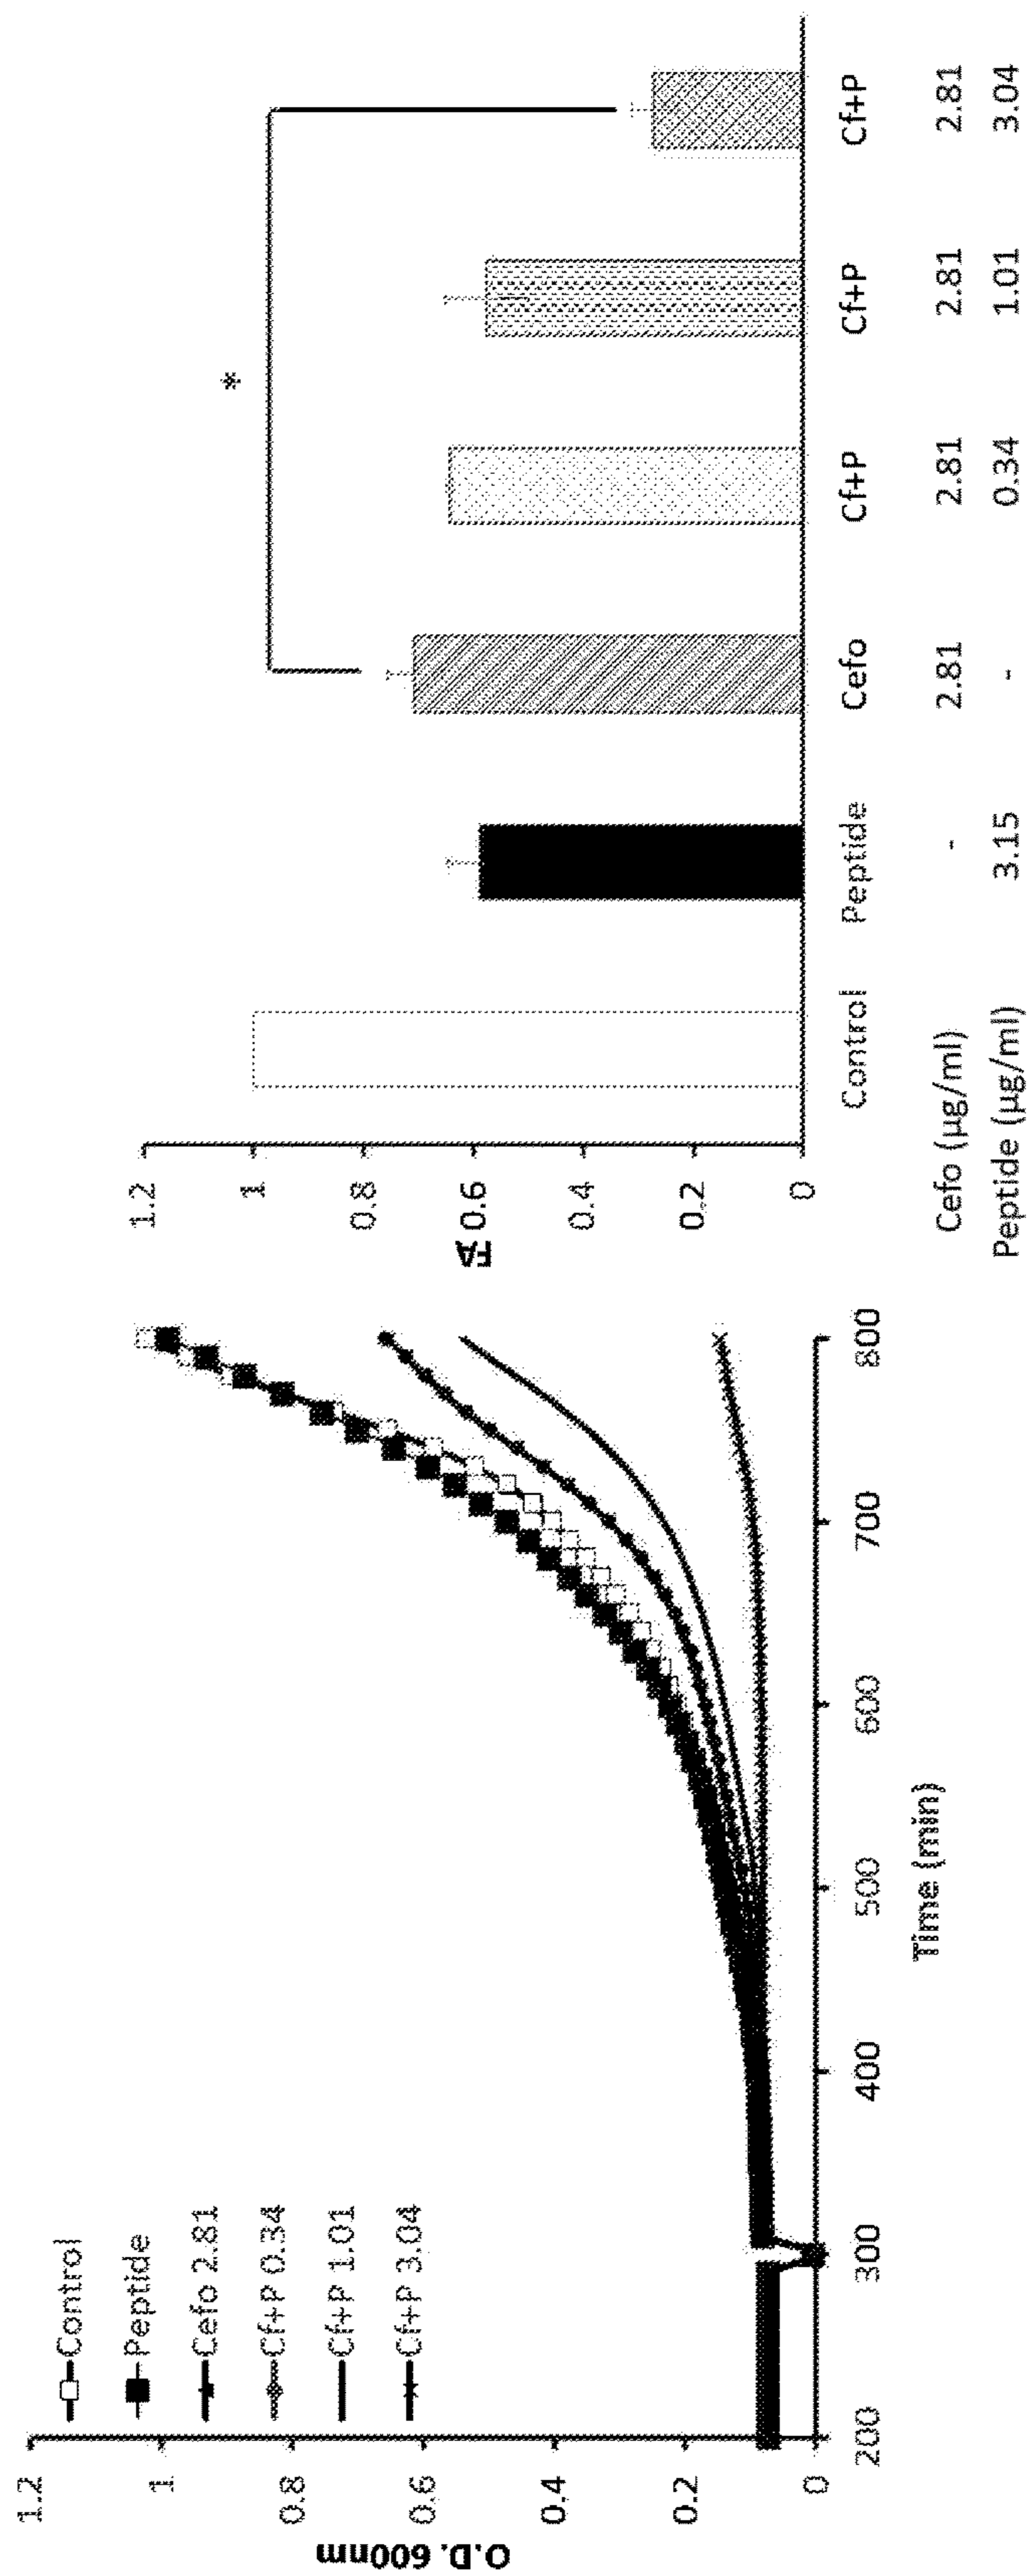 O.D. 600nm
1.2
1
0.8
0.6
0.4
0.2
0
Control
Peptide
Cefo 2.81
Cf+P 0.34
Cf+P 1.01
Cf+P 3.04
200 300 400 500 600 700 800
Time (min)
FA
1.2
1
0.8
0.6
0.4
0.2
0
*
Control Peptide Cefo Cf+P Cf+P Cf+P
Cefo (µg/ml) - 2.81 2.81 2.81 2.81
Peptide (µg/ml) 3.15 - 0.34 1.01 3.04